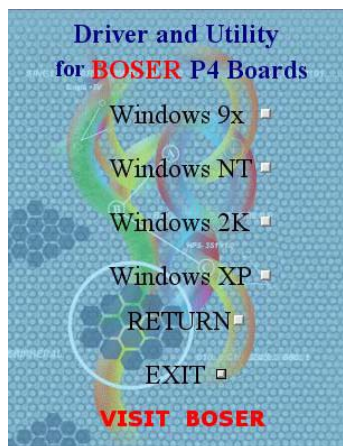 Driver and Utility
for BOSER P4 Boards
Windows 9x
Windows NT
Windows 2K
Windows XP
RETURN
EXIT
VISIT BOSER